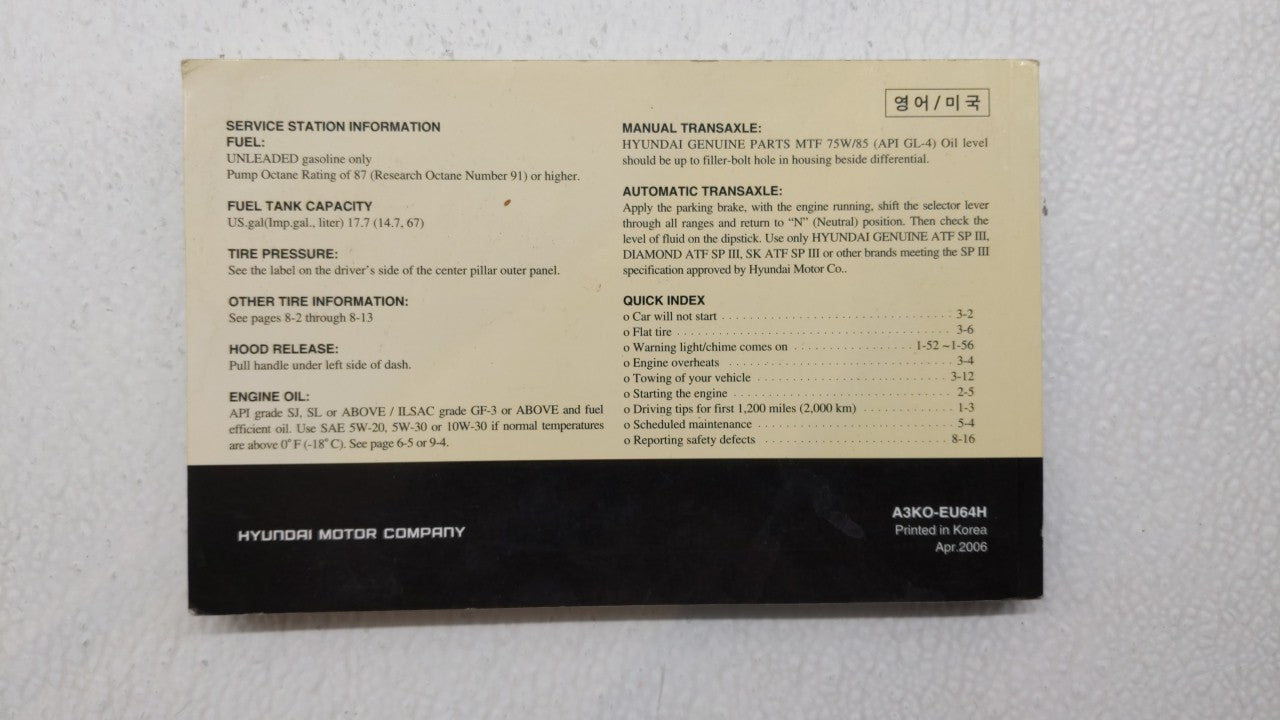 영어/미국
SERVICE STATION INFORMATION
FUEL:
UNLEADED gasoline only
Pump Octane Rating of 87 (Research Octane Number 91) or higher.
FUEL TANK CAPACITY
US.gal(Imp,gal., liter) 17.7 (14.7, 67)
TIRE PRESSURE:
See the label on the driver's side of the center pillar outer panel.
OTHER TIRE INFORMATION:
See pages 8-2 through 8-13
HOOD RELEASE:
Pull handle under left side of dash.
ENGINE OIL:
API grade SJ, SL or ABOVE / ILSAC grade GF-3 or ABOVE and fuel
efficient oil. Use SAE 5W-20, 5W-30 or 10W-30 if normal temperatures
are above 0°F (-18°C). See page 6-5 or 9-4.
MANUAL TRANSAXLE:
HYUNDAI GENUINE PARTS MTF 75W/85 (API GL-4) Oil level
should be up to filler-bolt hole in housing beside differential.
AUTOMATIC TRANSAXLE:
Apply the parking brake, with the engine running, shift the selector lever
through all ranges and return to “N” (Neutral) position. Then check the
level of fluid on the dipstick. Use only HYUNDAI GENUINE ATF SP III,
DIAMOND ATF SP III, SK ATF SP III or other brands meeting the SP III
specification approved by Hyundai Motor Co..
QUICK INDEX
o Car will not start . . . . . . . . . . 3-2
o Flat tire . . . . . . . . . . 3-6
o Warning light/chime comes on . . . . . . . . . . 1-52 ~1-56
o Engine overheats . . . . . . . . . . 3-4
o Towing of your vehicle . . . . . . . . . . 3-12
o Starting the engine . . . . . . . . . . 2-5
o Driving tips for first 1,200 miles (2,000 km) . . . . . . . . . . 1-3
o Scheduled maintenance . . . . . . . . . . 5-4
o Reporting safety defects . . . . . . . . . . 8-16
HYUNDAI MOTOR COMPANY
A3KO-EU64H
Printed in Korea
Apr.2006